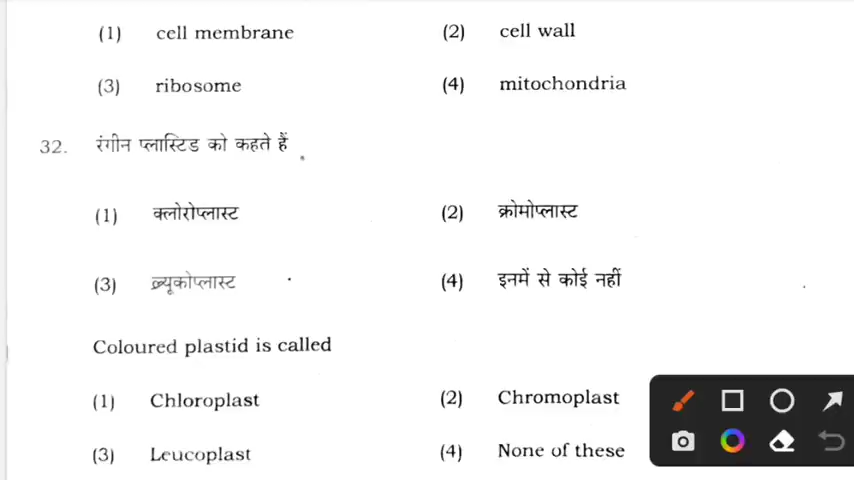 (1) cell membrane (2) cell wall
(3) ribosome (4) mitochondria
32. रंगीन प्लास्टिड को कहते हैं
(1) क्लोरोप्लास्ट (2) क्रोमोप्लास्ट
(3) ल्यूकोप्लास्ट (4) इनमें से कोई नहीं
Coloured plastid is called
(1) Chloroplast (2) Chromoplast
(3) Leucoplast (4) None of these